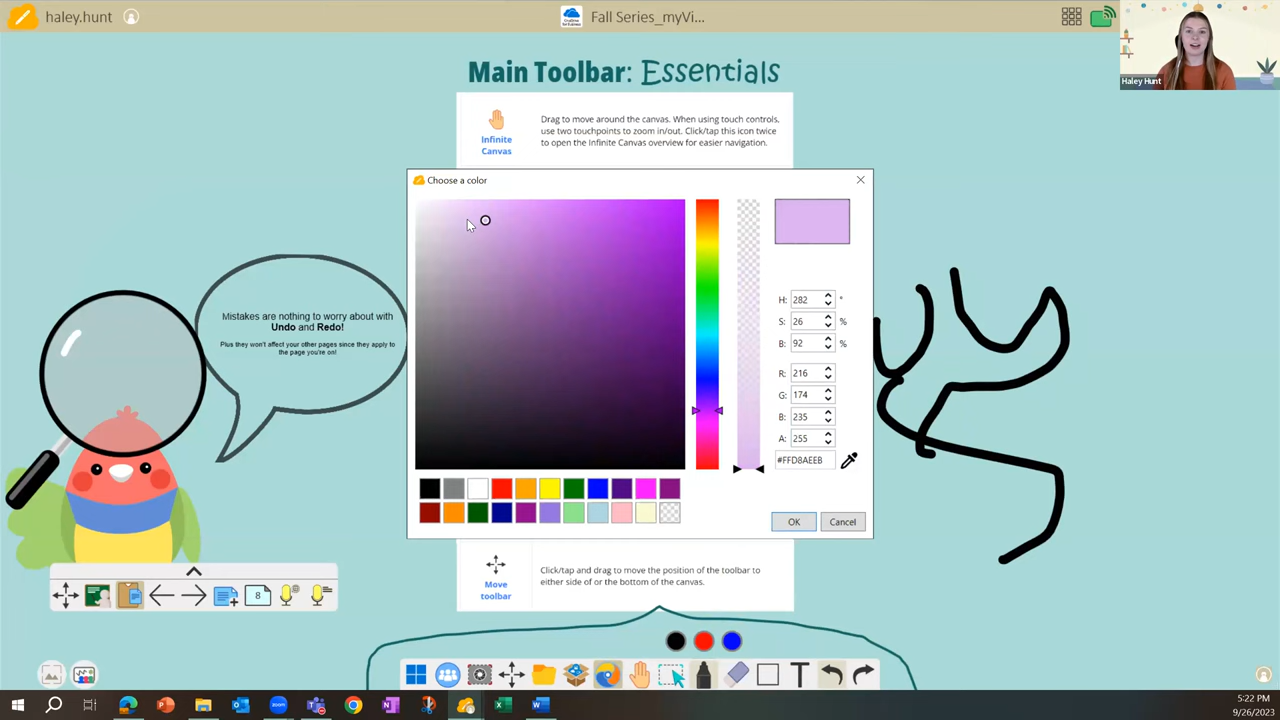 haley.hunt
Fall Series_myVi...
Haley Hunt
Main Toolbar: Essentials
Infinite
Canvas
Drag to move around the canvas. When using touch controls,
use two touchpoints to zoom in/out. Click/tap this icon twice
to open the Infinite Canvas overview for easier navigation.
Choose a color
Mistakes are nothing to worry about with
Undo and Redo!
Plus they won't affect your other pages since they apply to
the page you're on!
H: 282 °
S: 26 %
B: 92 %
R: 216
G: 174
B: 235
A: 255
#FFD8AEEB
OK
Cancel
Move
toolbar
Click/tap and drag to move the position of the toolbar to
either side of or the bottom of the canvas.
8
T
zoom
5:22 PM
9/26/2023